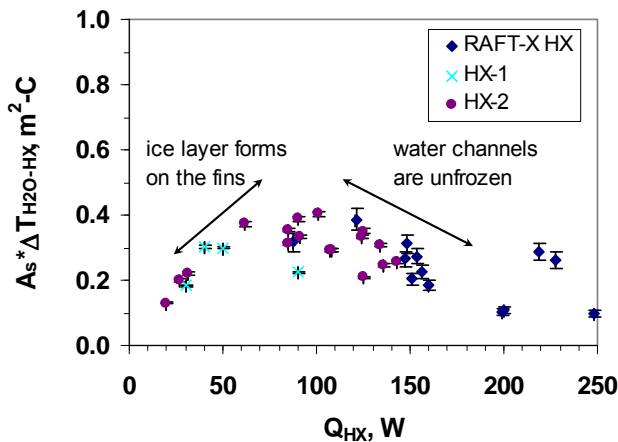 1.0
0.8
0.6
0.4
0.2
0.0
As*ΔTH2O-HX, m²-C
RAFT-X HX
HX-1
HX-2
ice layer forms
on the fins
water channels
are unfrozen
0 50 100 150 200 250
QHX, W